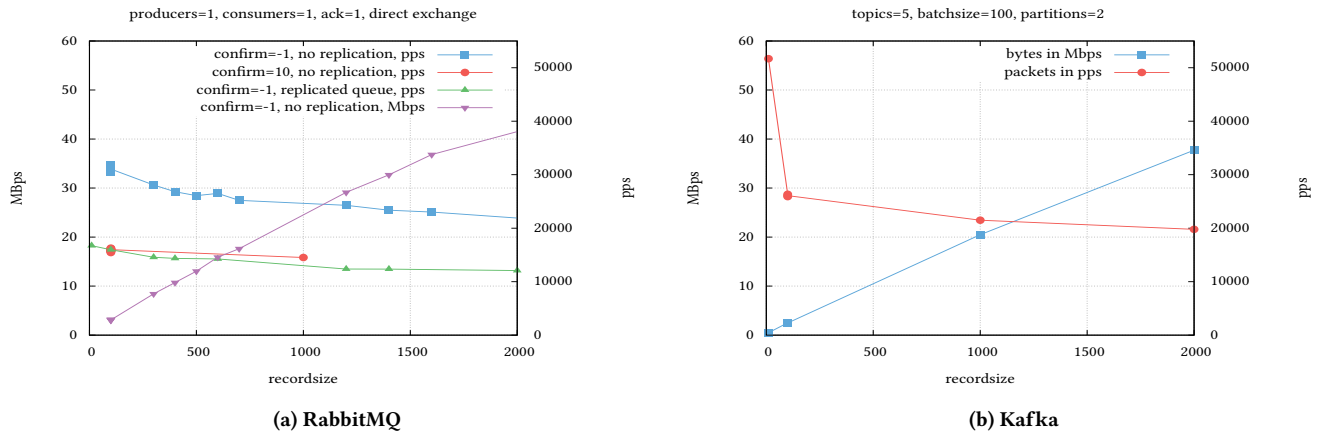 producers=1, consumers=1, ack=1, direct exchange
60
50
40
30
20
10
0
MBps
confirm=-1, no replication, pps
confirm=10, no replication, pps
confirm=-1, replicated queue, pps
confirm=-1, no replication, Mbps
50000
40000
30000
20000
10000
0
pps
0 500 1000 1500 2000
recordsize
(a) RabbitMQ
topics=5, batchsize=100, partitions=2
60
50
40
30
20
10
0
MBps
bytes in Mbps
packets in pps
50000
40000
30000
20000
10000
0
pps
0 500 1000 1500 2000
recordsize
(b) Kafka